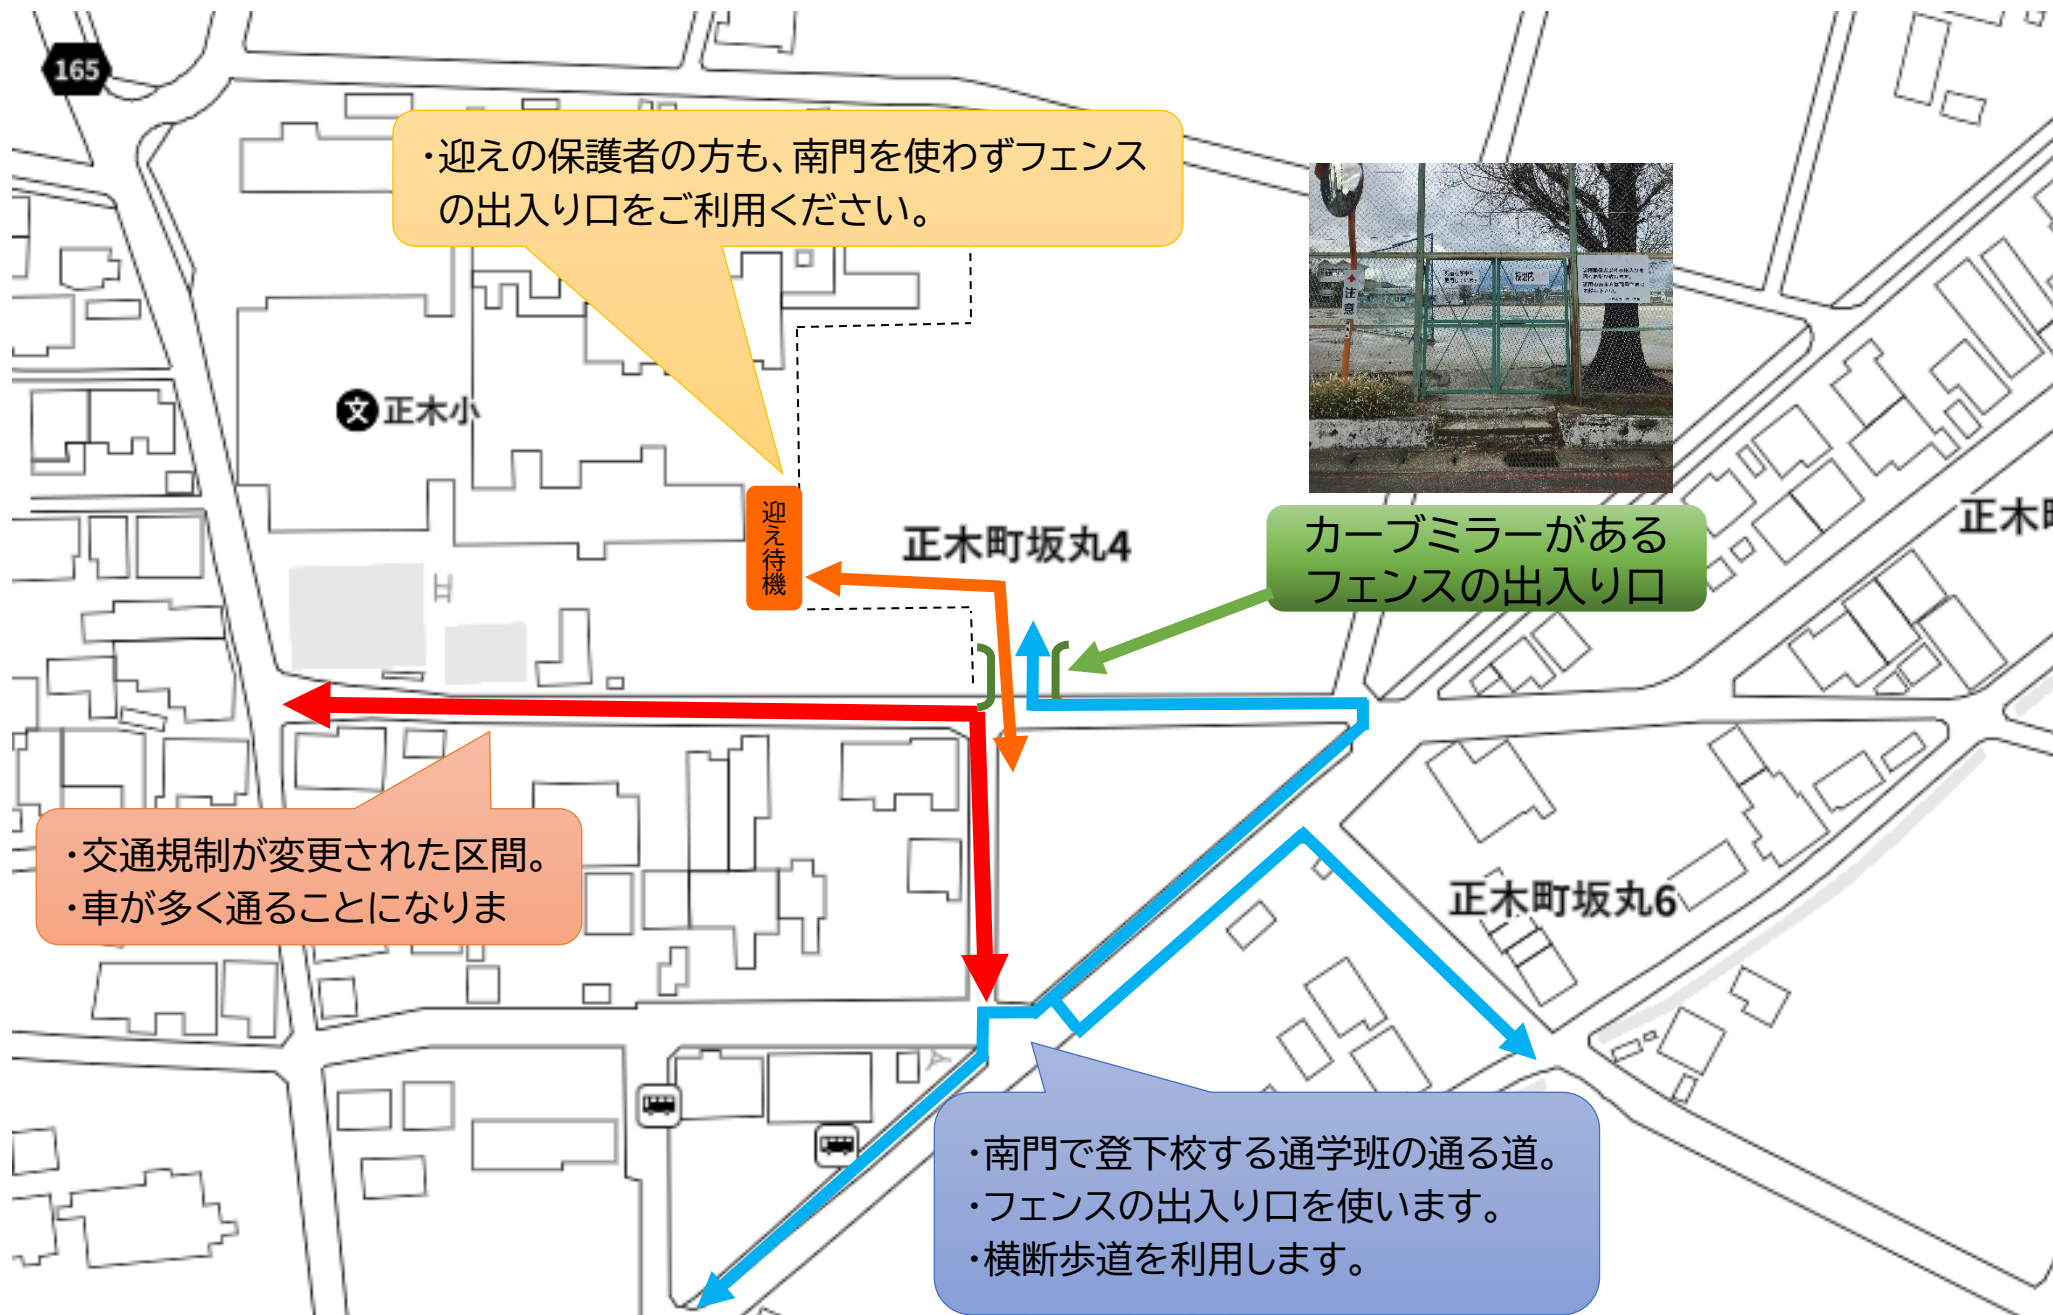 165
・迎えの保護者の方も、南門を使わずフェンス
の出入り口をご利用ください。
注意
文 正木小
迎え待機
正木町坂丸4
カーブミラーがある
フェンスの出入り口
正木町
・交通規制が変更された区間。
・車が多く通ることになりま
正木町坂丸6
・南門で登下校する通学班の通る道。
・フェンスの出入り口を使います。
・横断歩道を利用します。